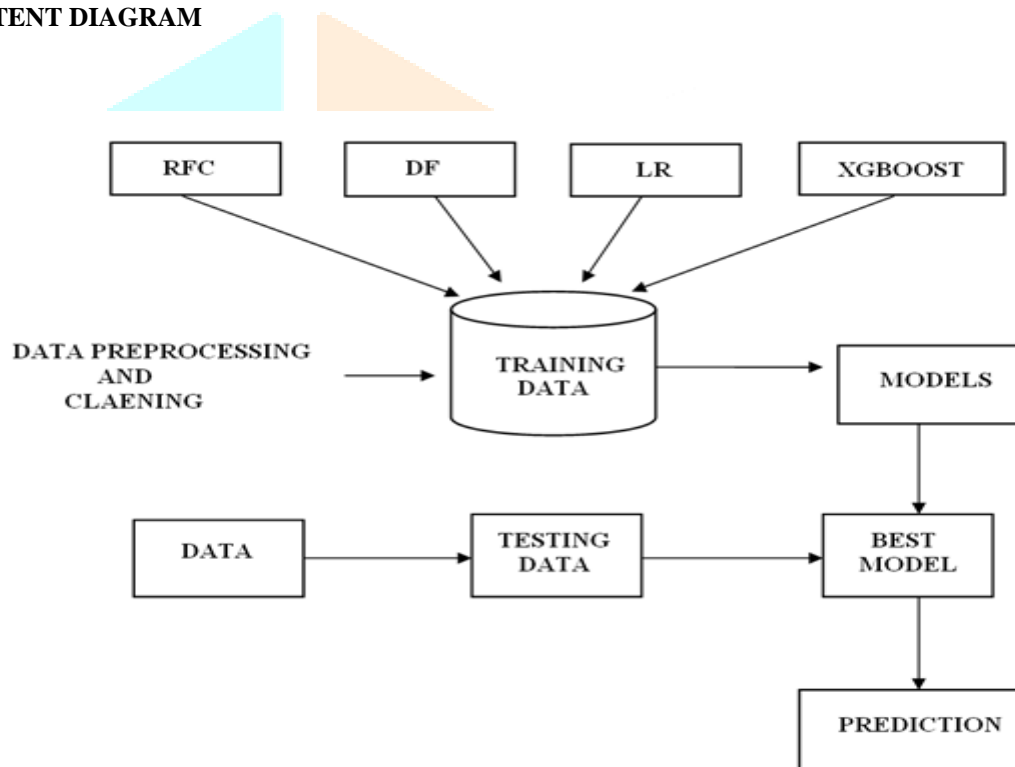 TENT DIAGRAM
RFC
DF
LR
XGBOOST
DATA PREPROCESSING
AND
CLAENING
TRAINING
DATA
MODELS
DATA
TESTING
DATA
BEST
MODEL
PREDICTION